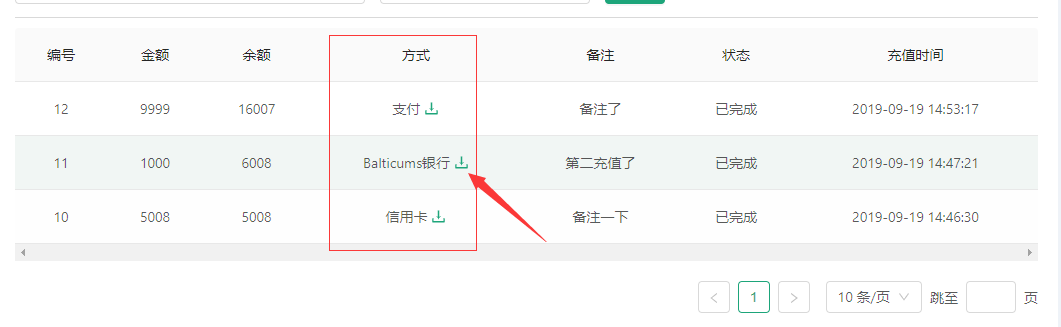 编号 金额 余额 方式 备注 状态 充值时间
12 9999 16007 支付 备注了 已完成 2019-09-19 14:53:17
11 1000 6008 Balticums银行 第二充值了 已完成 2019-09-19 14:47:21
10 5008 5008 信用卡 备注一下 已完成 2019-09-19 14:46:30
1 10 条/页 跳至 页